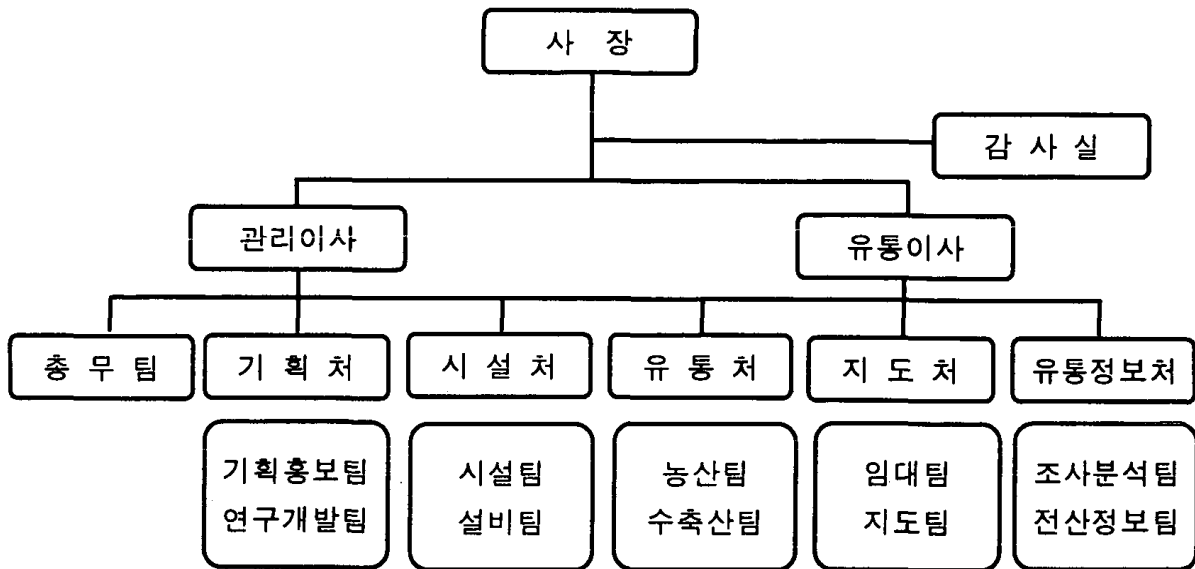 사 장
감 사 실
관리이사
유통이사
총 무 팀
기 획 처
시 설 처
유 통 처
지 도 처
유통정보처
기획홍보팀
연구개발팀
시설팀
설비팀
농산팀
수축산팀
임대팀
지도팀
조사분석팀
전산정보팀